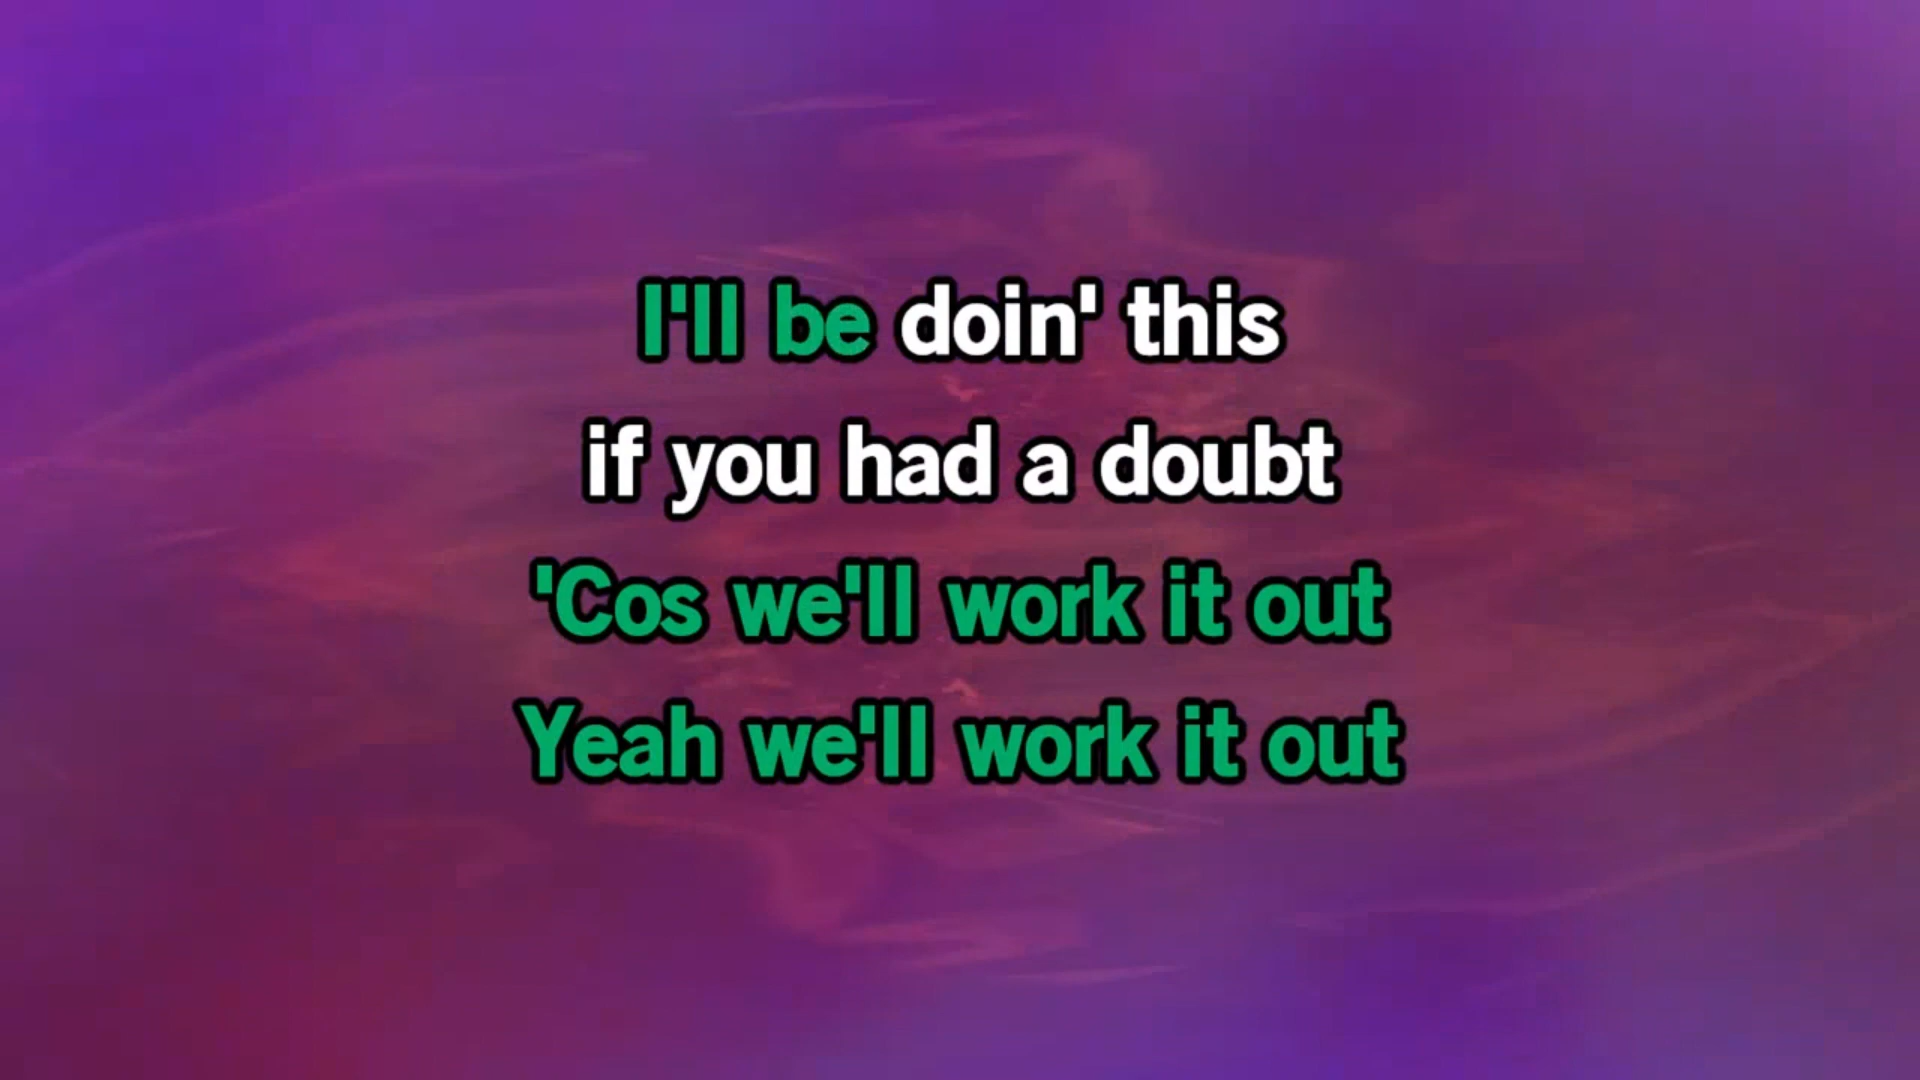 I'll be doin' this
if you had a doubt
'Cos we'll work it out
Yeah we'll work it out